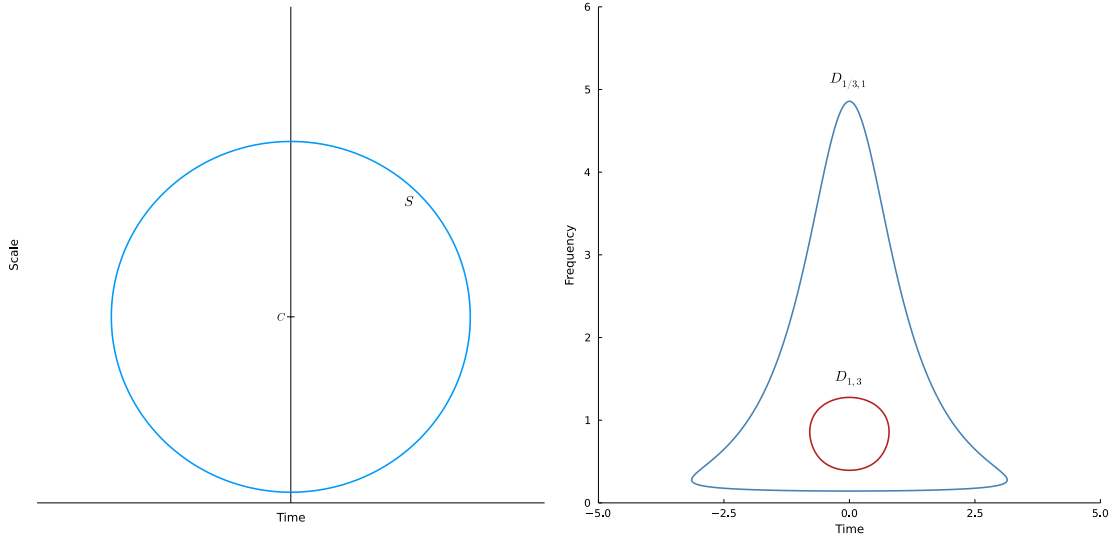 S
C
Scale
Time
6
5
4
3
2
1
0
Frequency
D_{1/3,1}
D_{1,3}
−5.0
−2.5
0.0
2.5
5.0
Time